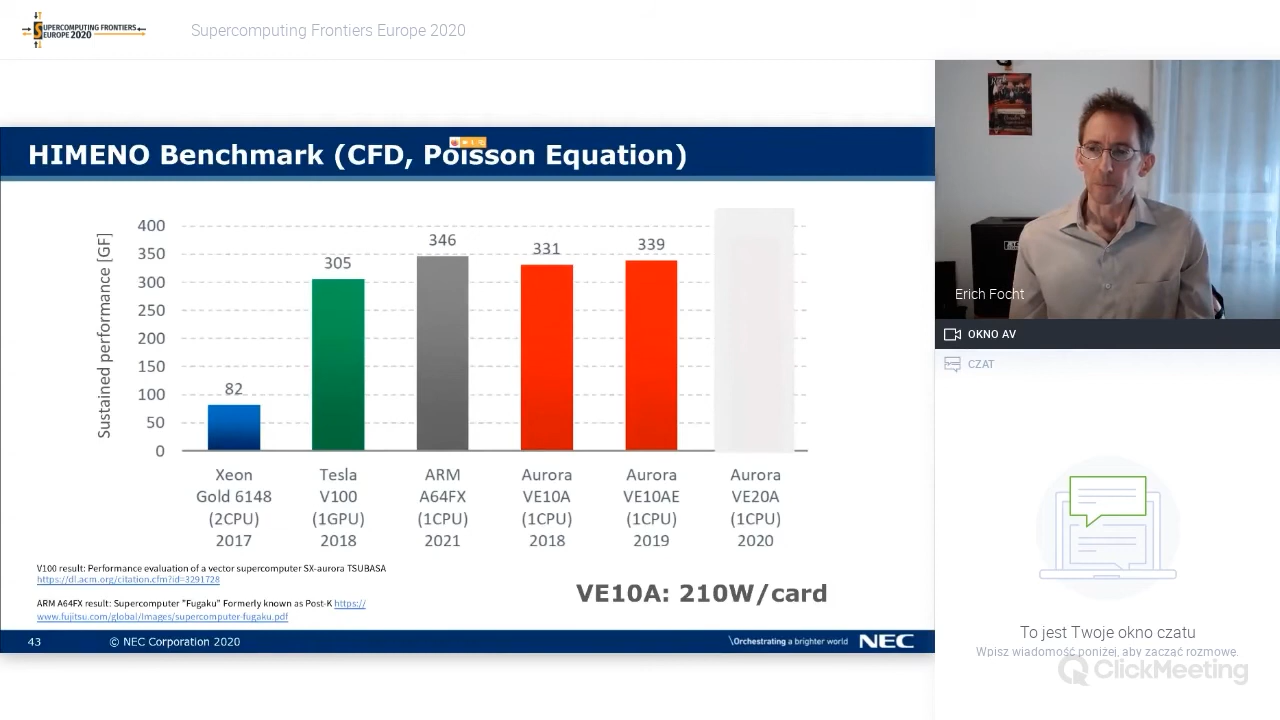 SUPERCOMPUTING FRONTIERS
EUROPE 2020
Supercomputing Frontiers Europe 2020
HIMENO Benchmark (CFD, Poisson Equation)
Sustained performance [GF]
400
350
300
250
200
150
100
50
0
82
305
346
331
339
Xeon
Gold 6148
(2CPU)
2017
Tesla
V100
(1GPU)
2018
ARM
A64FX
(1CPU)
2021
Aurora
VE10A
(1CPU)
2018
Aurora
VE10AE
(1CPU)
2019
Aurora
VE20A
(1CPU)
2020
V100 result: Performance evaluation of a vector supercomputer SX-aurora TSUBASA
https://dl.acm.org/citation.cfm?id=3291728
ARM A64FX result: Supercomputer "Fugaku" Formerly known as Post-K https://
www.fujitsu.com/global/Images/supercomputer-fugaku.pdf
VE10A: 210W/card
43
© NEC Corporation 2020
\Orchestrating a brighter world
NEC
Erich Focht
OKNO AV
CZAT
To jest Twoje okno czatu
Wpisz wiadomość poniżej, aby zacząć rozmowę.
ClickMeeting